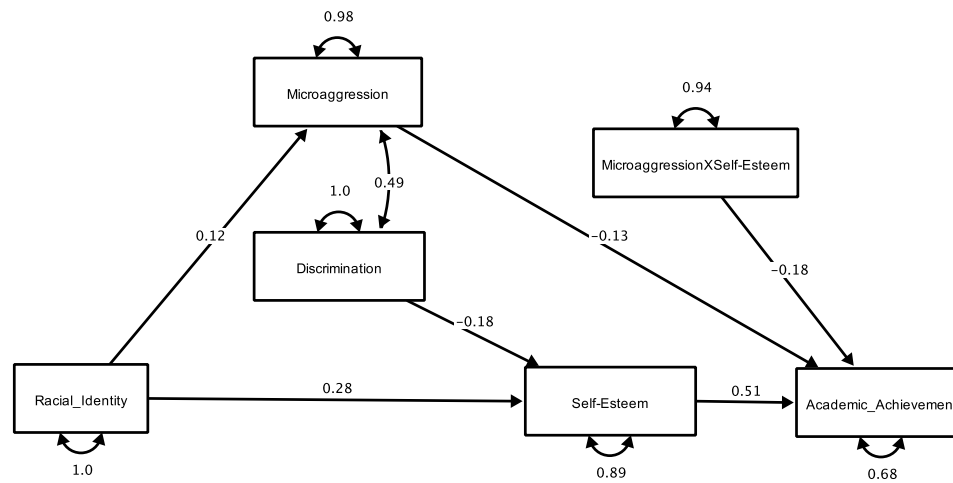 0.98
Microaggression
0.94
MicroaggressionXSelf-Esteem
0.49
1.0
0.12
Discrimination
–0.13
–0.18
–0.18
Racial_Identity
0.28
Self-Esteem
0.51
Academic_Achievemen
1.0
0.89
0.68